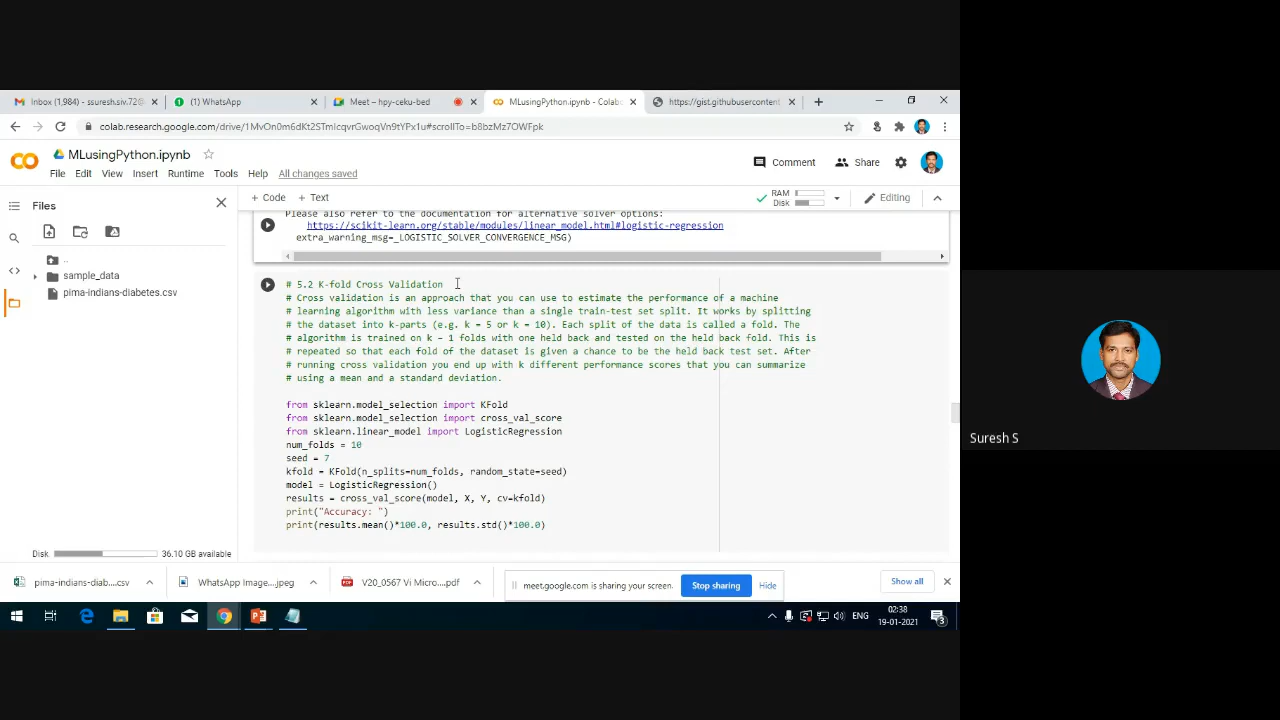 Inbox (1,984) - ssuresh.siv.72@
(1) WhatsApp
Meet – hpy-ceku-bed
MLusingPython.ipynb - Colab
https://gist.githubusercontent
colab.research.google.com/drive/1MvOn0m6dKt2STmIcqvrGwoqVn9tYPx1u#scrollTo=b8bzMz7OWFpk
MLusingPython.ipynb
Comment
Share
File Edit View Insert Runtime Tools Help All changes saved
Files
+ Code + Text
RAM
Disk
Editing
..
sample_data
pima-indians-diabetes.csv
Please also refer to the documentation for alternative solver options:
https://scikit-learn.org/stable/modules/linear_model.html#logistic-regression
extra_warning_msg=_LOGISTIC_SOLVER_CONVERGENCE_MSG)
# 5.2 K-fold Cross Validation
# Cross validation is an approach that you can use to estimate the performance of a machine
# learning algorithm with less variance than a single train-test set split. It works by splitting
# the dataset into k-parts (e.g. k = 5 or k = 10). Each split of the data is called a fold. The
# algorithm is trained on k – 1 folds with one held back and tested on the held back fold. This is
# repeated so that each fold of the dataset is given a chance to be the held back test set. After
# running cross validation you end up with k different performance scores that you can summarize
# using a mean and a standard deviation.
from sklearn.model_selection import KFold
from sklearn.model_selection import cross_val_score
from sklearn.linear_model import LogisticRegression
num_folds = 10
seed = 7
kfold = KFold(n_splits=num_folds, random_state=seed)
model = LogisticRegression()
results = cross_val_score(model, X, Y, cv=kfold)
print("Accuracy: ")
print(results.mean()*100.0, results.std()*100.0)
Disk
36.10 GB available
pima-indians-diab....csv
WhatsApp Image....jpeg
V20_0567 Vi Micro....pdf
meet.google.com is sharing your screen.
Stop sharing
Hide
Show all
ENG
02:38
19-01-2021
3
Suresh S